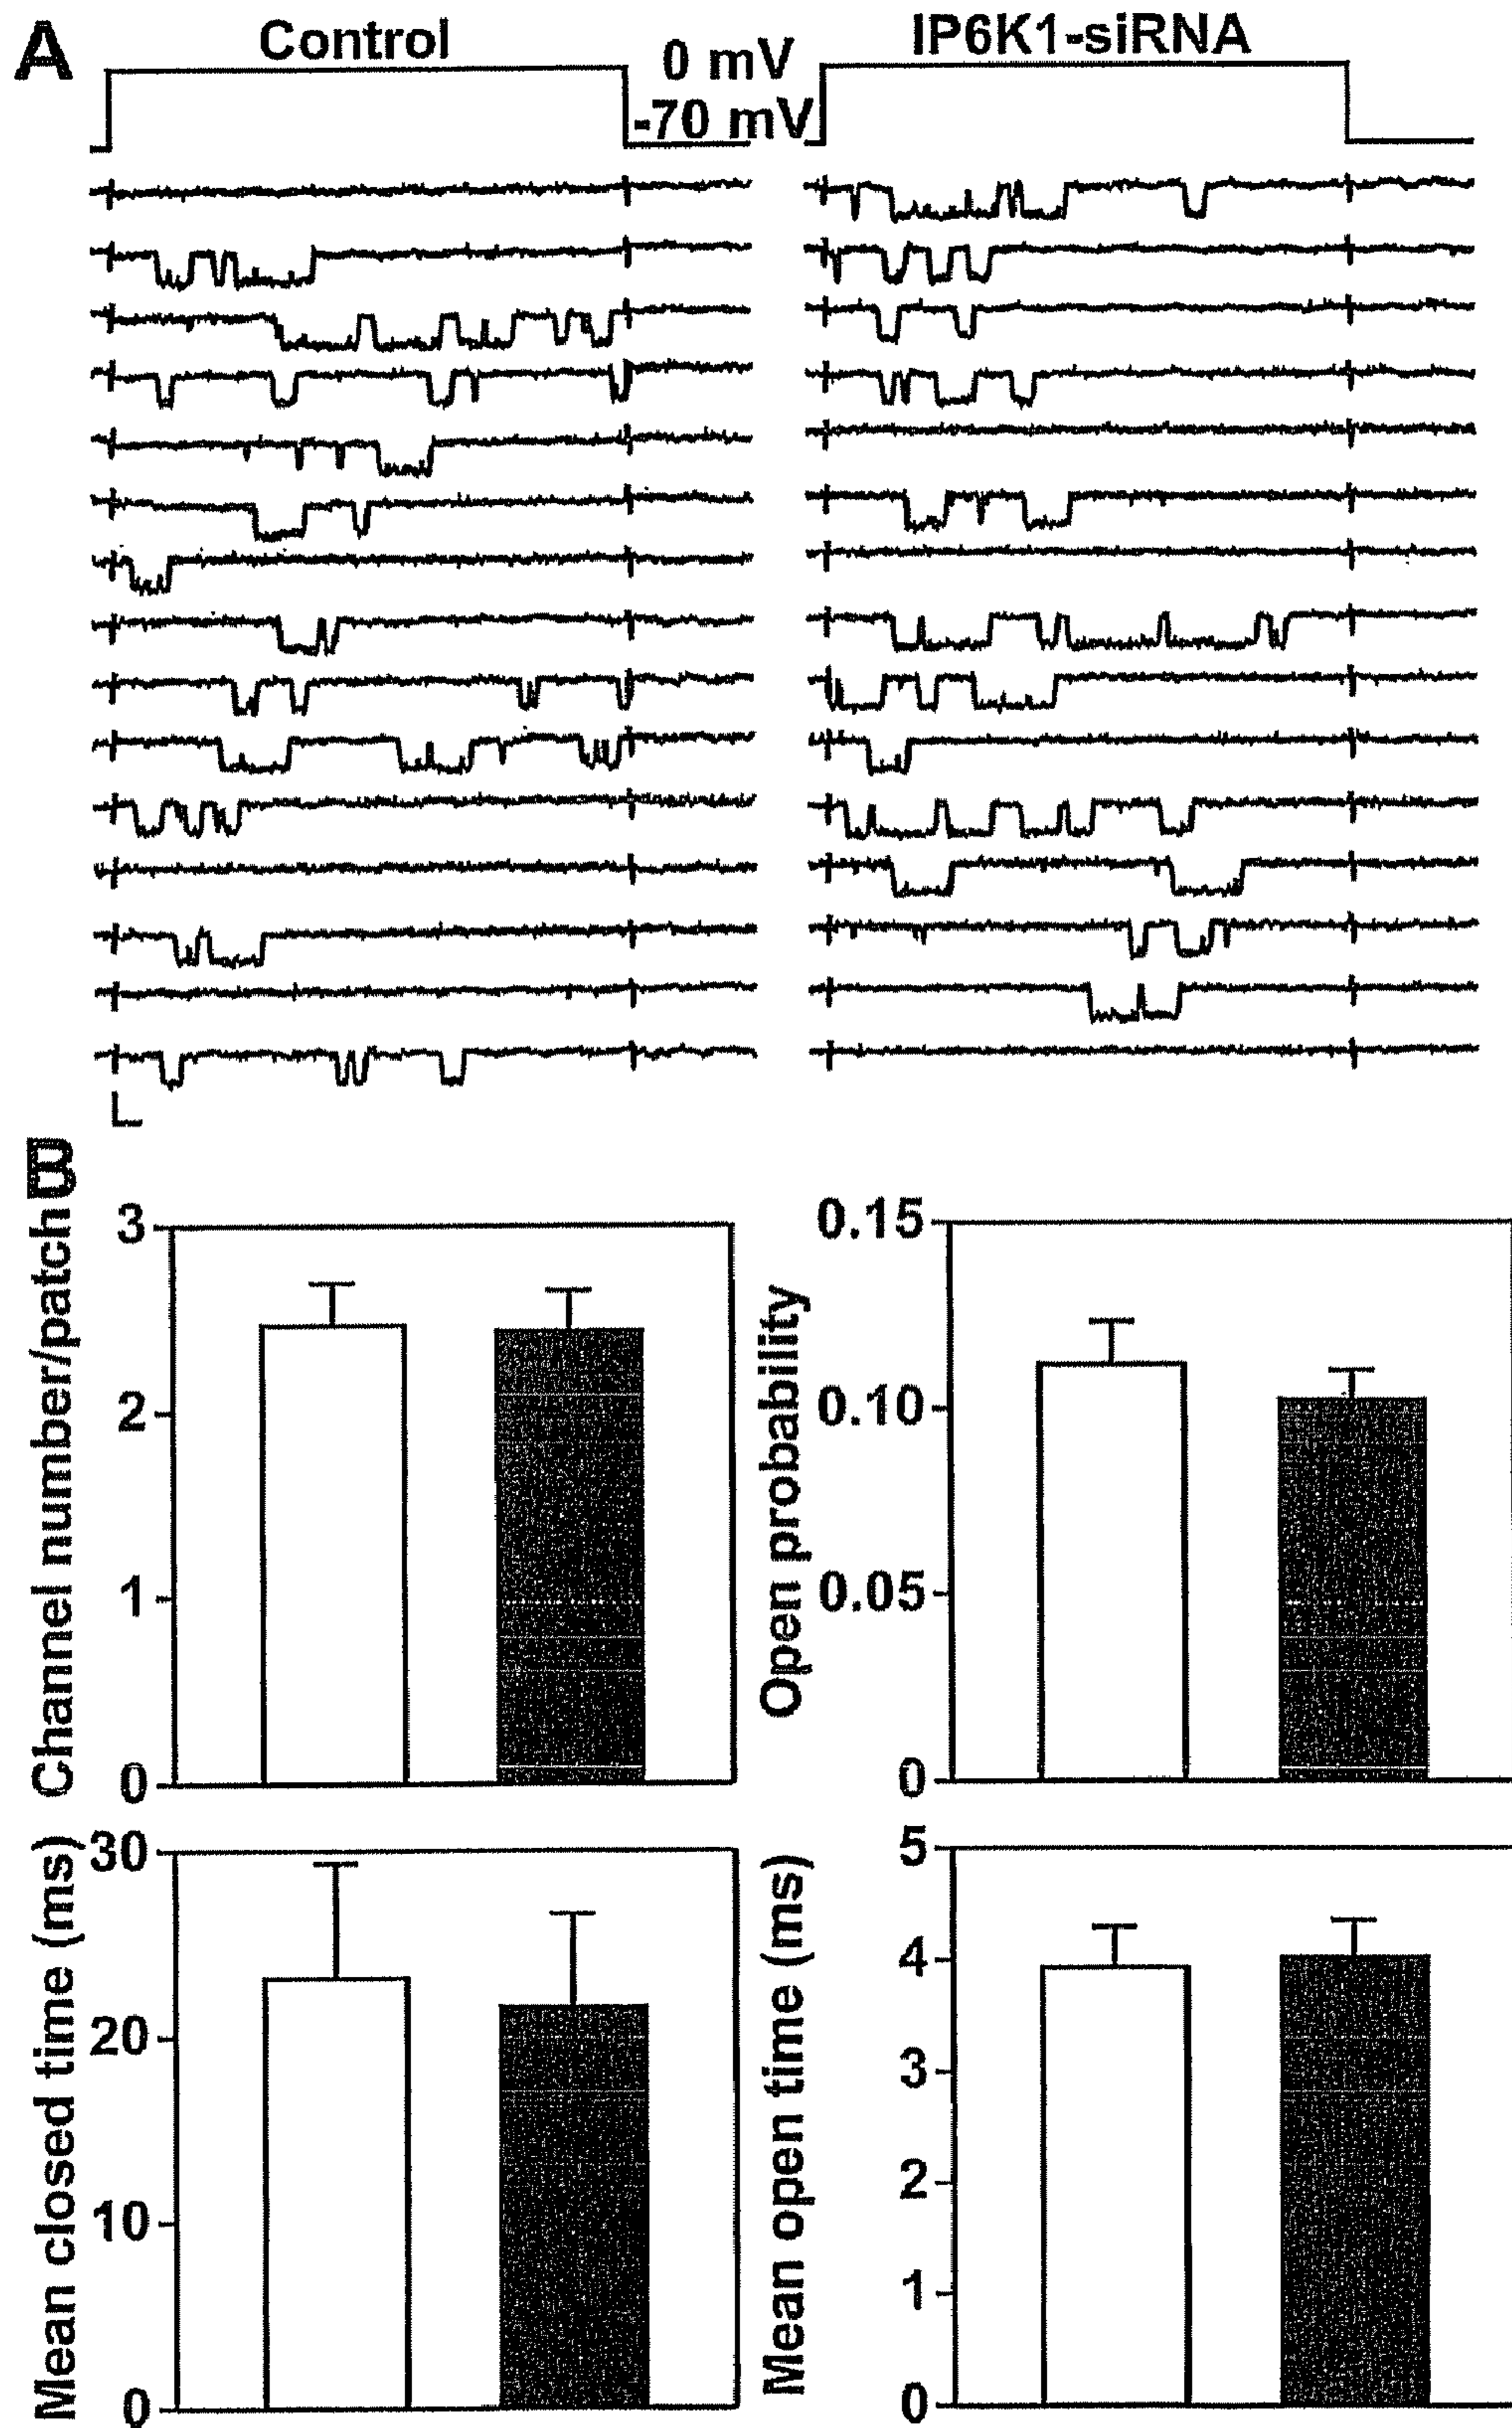 A
Control
0 mV
-70 mV
IP6K1-siRNA
B
Channel number/patch
3
2
1
0
Open probability
0.15
0.10
0.05
0
Mean closed time (ms)
30
20
10
0
Mean open time (ms)
5
4
3
2
1
0